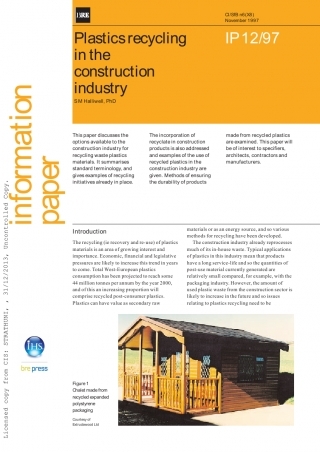 BRE
CI/SfB n6(X6)
November 1997
Plastics recycling
in the
construction
industry
S M Halliwell, PhD
IP 12/97
information
paper
This paper discusses the
options available to the
construction industry for
recycling waste plastics
materials. It summarises
standard terminology, and
gives examples of recycling
initiatives already in place.
The incorporation of
recyclate in construction
products is also addressed
and examples of the use of
recycled plastics in the
construction industry are
given. Methods of ensuring
the durability of products
made from recycled plastics
are examined. This paper will
be of interest to specifiers,
architects, contractors and
manufacturers.
Introduction
The recycling (ie recovery and re-use) of plastics
materials is an area of growing interest and
importance. Economic, financial and legislative
pressures are likely to increase this trend in years
to come. Total West-European plastics
consumption has been projected to reach some
44 million tonnes per annum by the year 2000,
and of this an increasing proportion will
comprise recycled post-consumer plastics.
Plastics can have value as secondary raw
materials or as an energy source, and so various
methods for recycling have been developed.
The construction industry already reprocesses
much of its in-house waste. Typical applications
of plastics in this industry mean that products
have a long service-life and so the quantities of
post-use material currently generated are
relatively small compared, for example, with the
packaging industry. However, the amount of
used plastic waste from the construction sector is
likely to increase in the future and so issues
relating to plastics recycling need to be
Figure 1
Chalet made from
recycled expanded
polystyrene
packaging
Courtesy of
Extrudawood Ltd
IHS
bre press
Licensed copy from CIS: STRATHUNI, , 11/12/2013, Uncontrolled Copy.